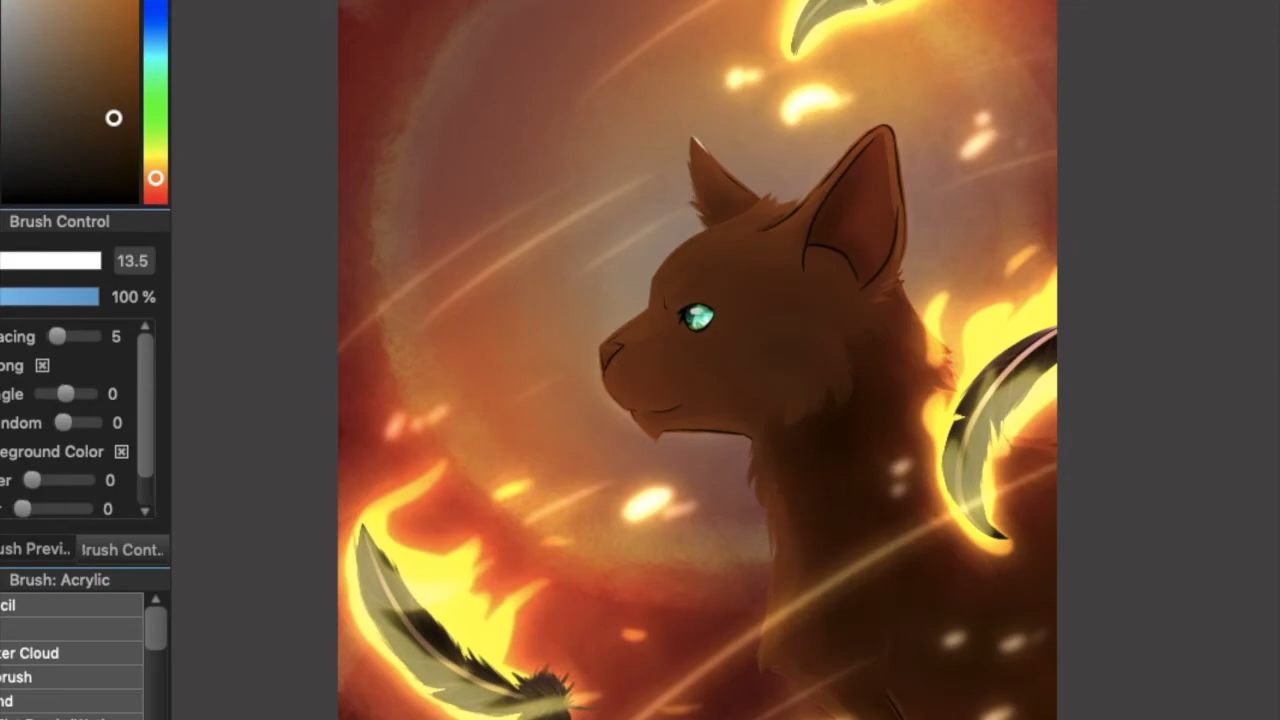 Brush Control
13.5
100 %
acing 5
ong
gle 0
ndom 0
eground Color
er 0
0
ush Previ.. Irush Cont..
Brush: Acrylic
cil
ker Cloud
brush
nd